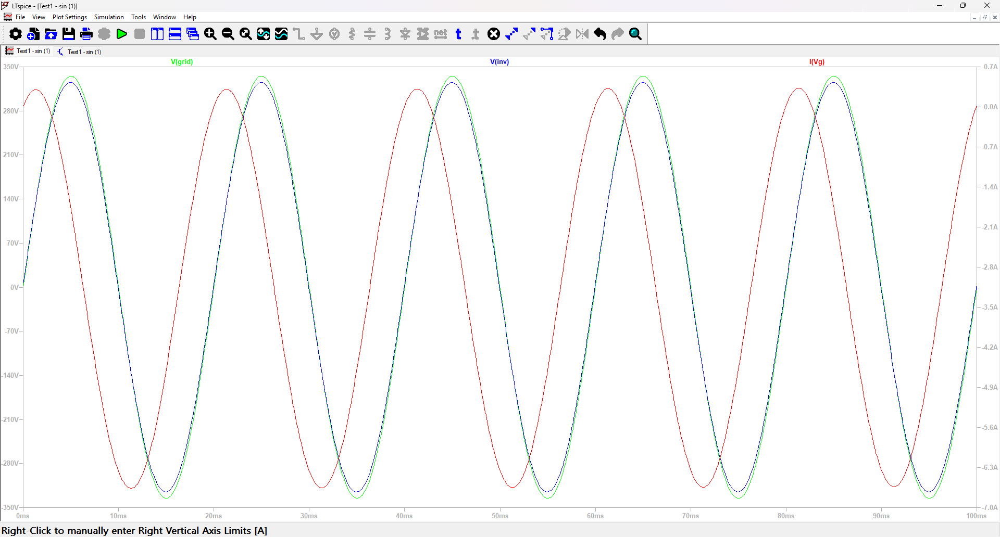 LTspice - [Test1 - sin (1)]
File View Plot Settings Simulation Tools Window Help
Test1 - sin (1) Test1 - sin (1)
V(grid) V(inv) I(Vg)
350V 0.7A
280V 0.0A
210V -0.7A
140V -1.4A
70V -2.1A
0V -2.8A
-70V -3.5A
-140V -4.2A
-210V -4.9A
-280V -5.6A
-350V -6.3A
-7.0A
0ms 10ms 20ms 30ms 40ms 50ms 60ms 70ms 80ms 90ms 100ms
Right-Click to manually enter Right Vertical Axis Limits [A]